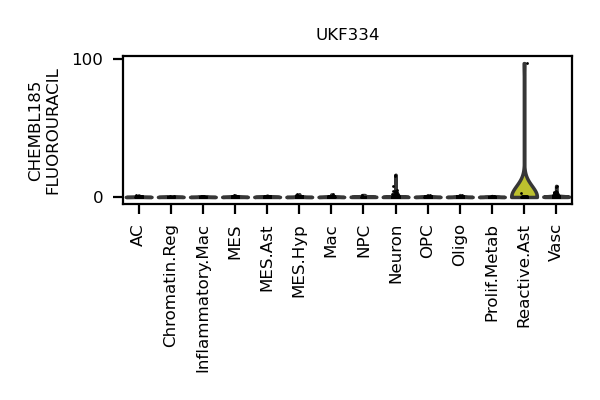 UKF334
CHEMBL185
FLUOROURACIL
100
0
AC
Chromatin.Reg
Inflammatory.Mac
MES
MES.Ast
MES.Hyp
Mac
NPC
Neuron
OPC
Oligo
Prolif.Metab
Reactive.Ast
Vasc